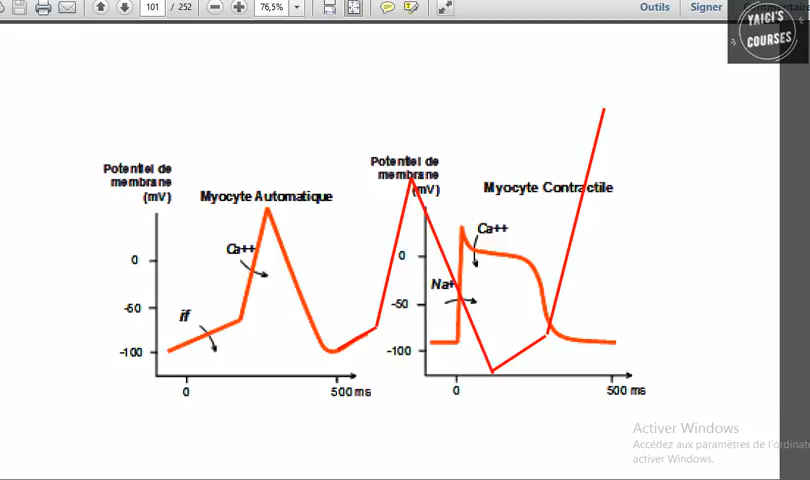 101 / 252
76,5%
Outils
Signer
YAICI'S
COURSES
Potentiel de
membrane
(mV)
Myocyte Automatique
0
-50
-100
Ca++
if
0
500 ms
Potentiel de
membrane
(mV)
Myocyte Contractile
0
-50
-100
Ca++
Na+
0
500 ms
Activer Windows
Accédez aux paramètres de l'ordinate
activer Windows.